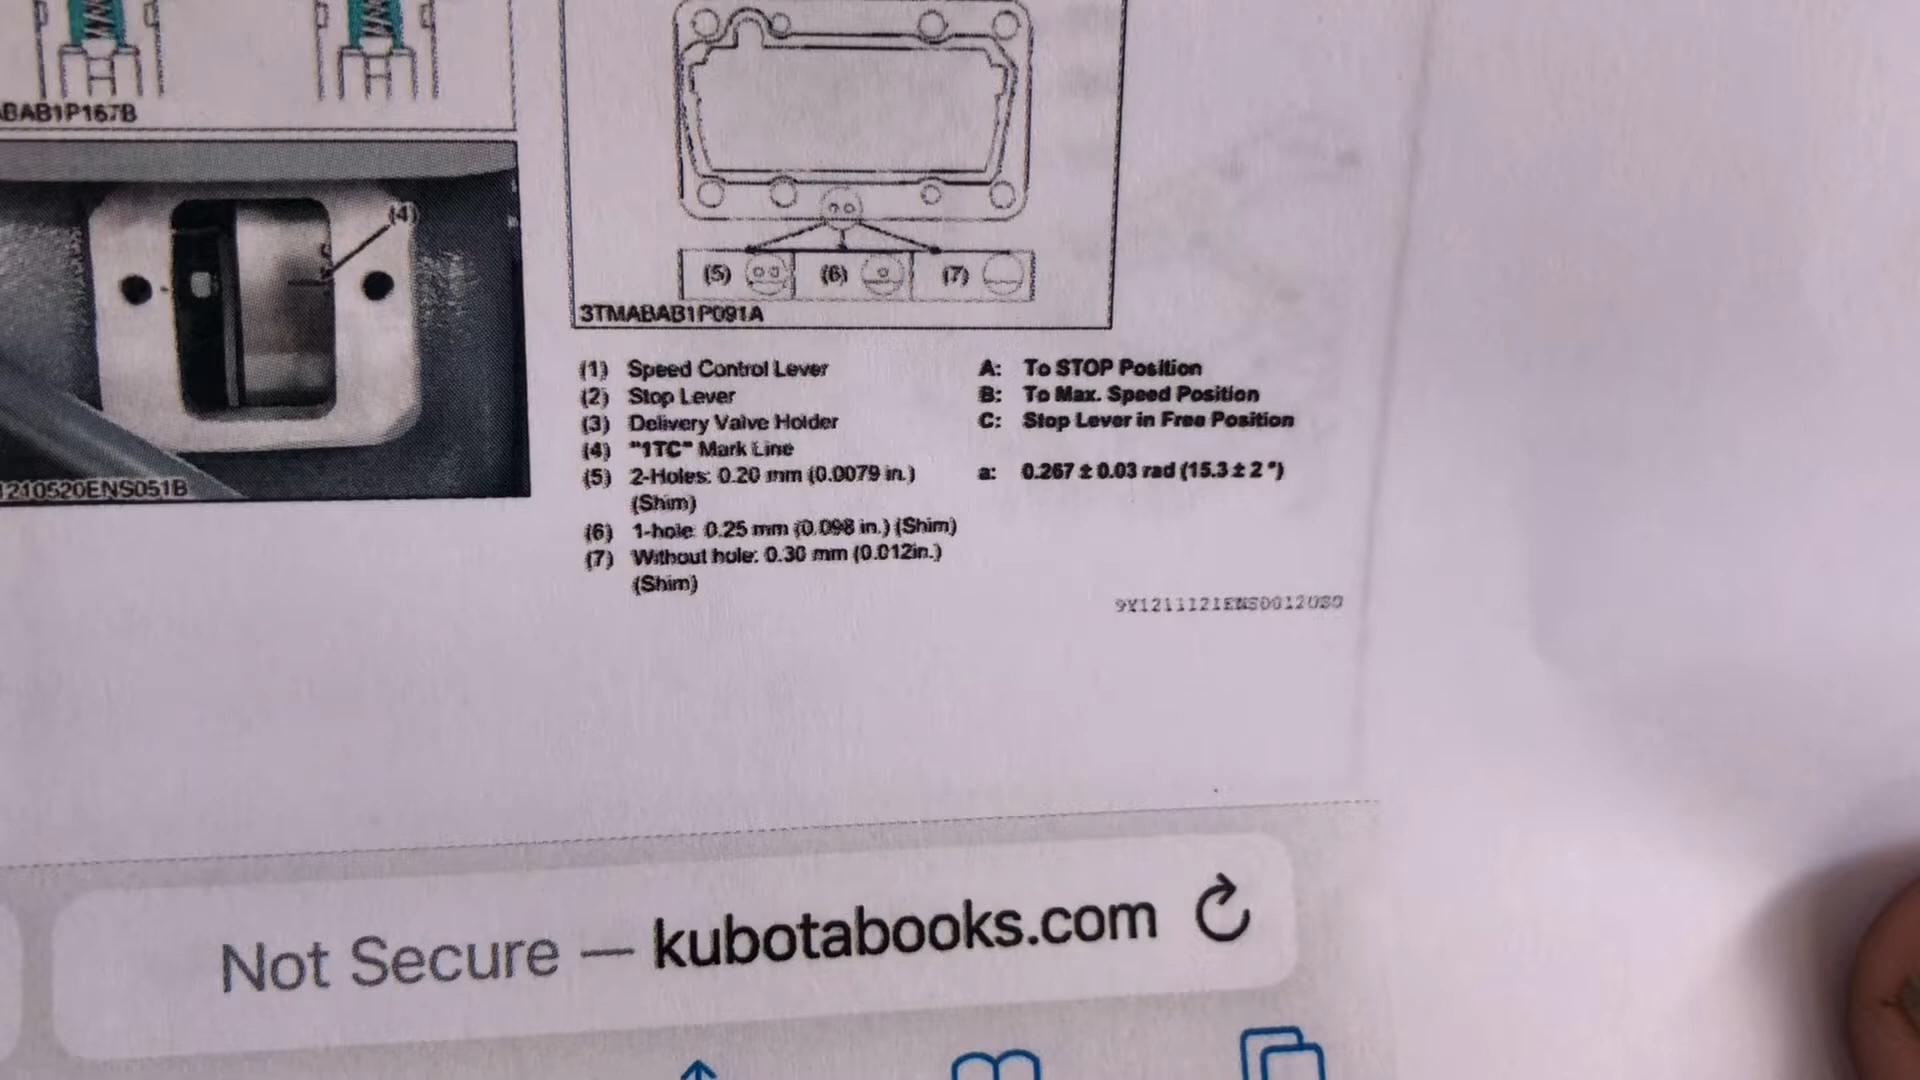 BAB1P167B
(4)
1210520ENS051B
(5) (6) (7)
3TMABAB1P091A
(1) Speed Control Lever
(2) Stop Lever
(3) Delivery Valve Holder
(4) "1TC" Mark Line
(5) 2-Holes: 0.20 mm (0.0079 in.)
(Shim)
(6) 1-hole: 0.25 mm (0.098 in.) (Shim)
(7) Without hole: 0.30 mm (0.012in.)
(Shim)
A: To STOP Position
B: To Max. Speed Position
C: Stop Lever in Free Position
a: 0.267 ± 0.03 rad (15.3 ± 2 °)
9Y1211121ENS0012US0
Not Secure — kubotabooks.com